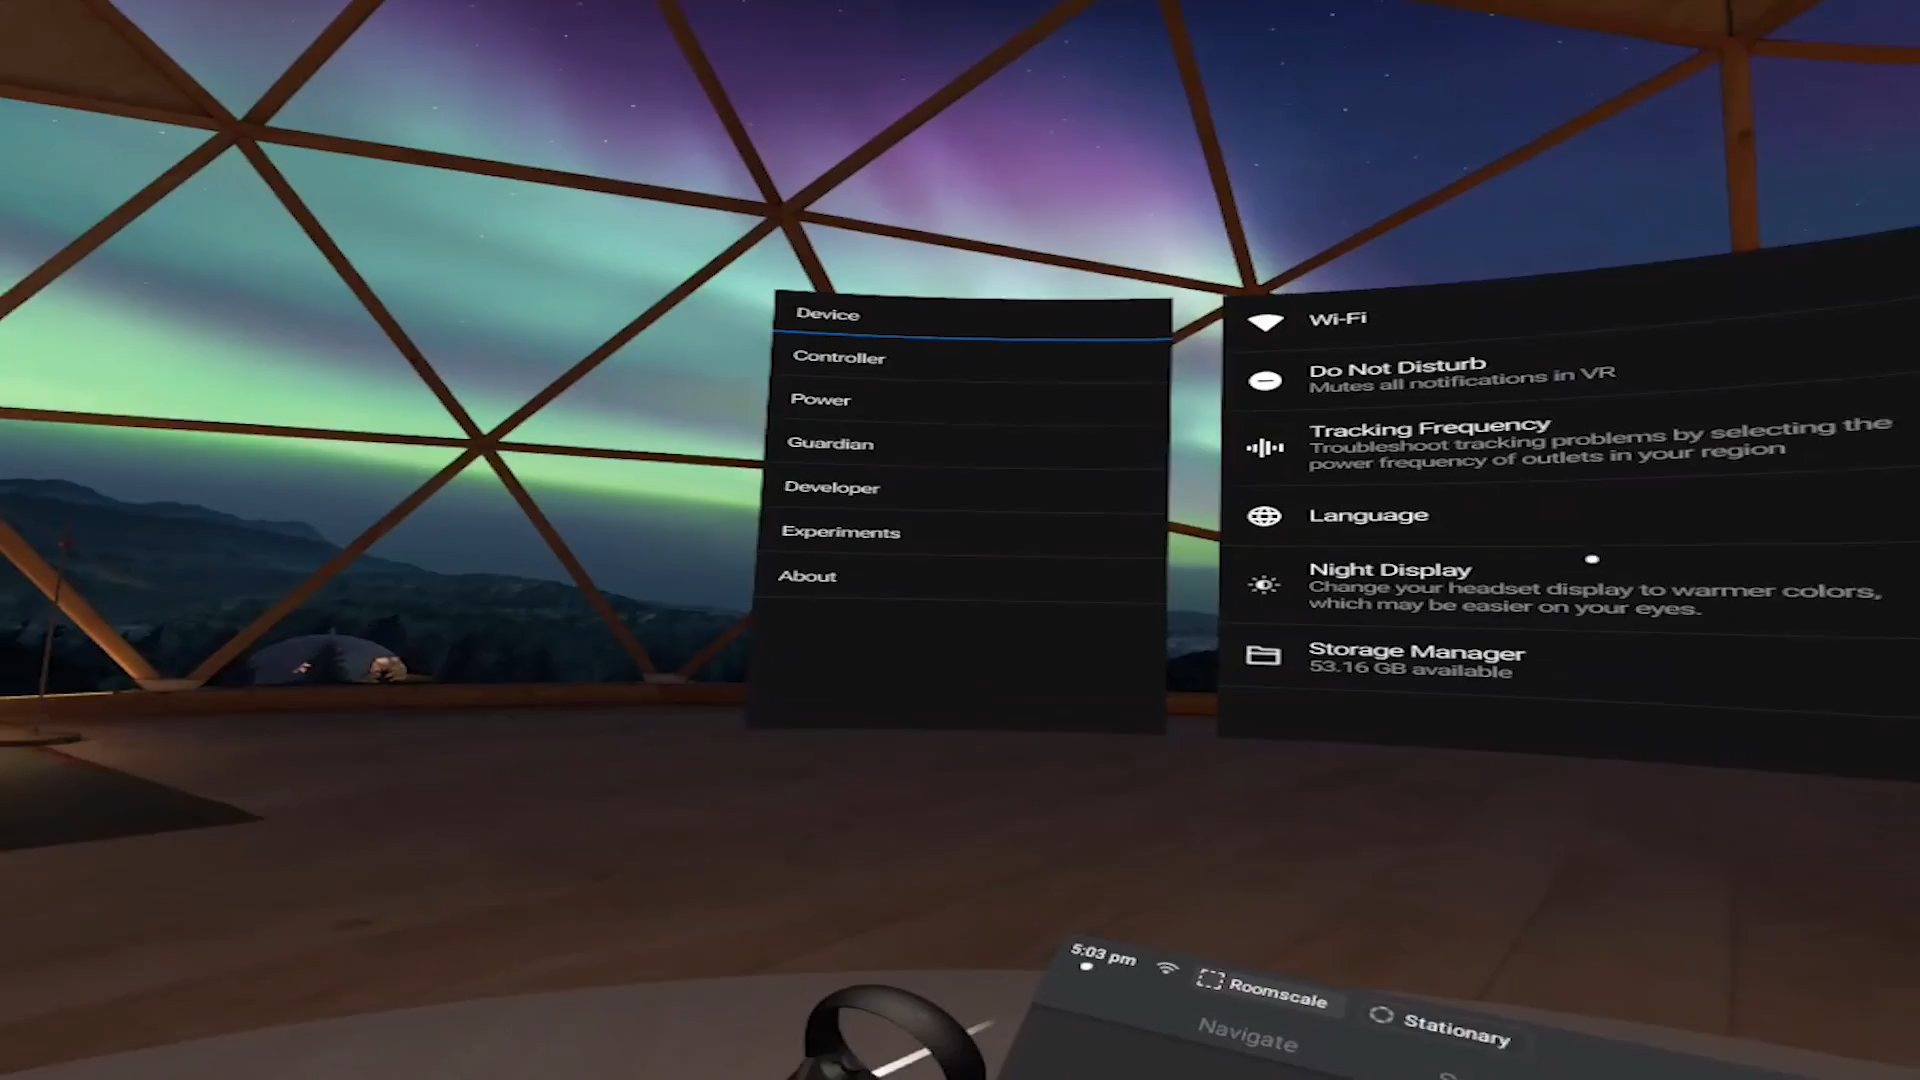 Device
Controller
Power
Guardian
Developer
Experiments
About
Wi-Fi
Do Not Disturb
Mutes all notifications in VR
Tracking Frequency
Troubleshoot tracking problems by selecting the
power frequency of outlets in your region
Language
Night Display
Change your headset display to warmer colors,
which may be easier on your eyes.
Storage Manager
53.16 GB available
5:03 pm
Roomscale
Stationary
Navigate